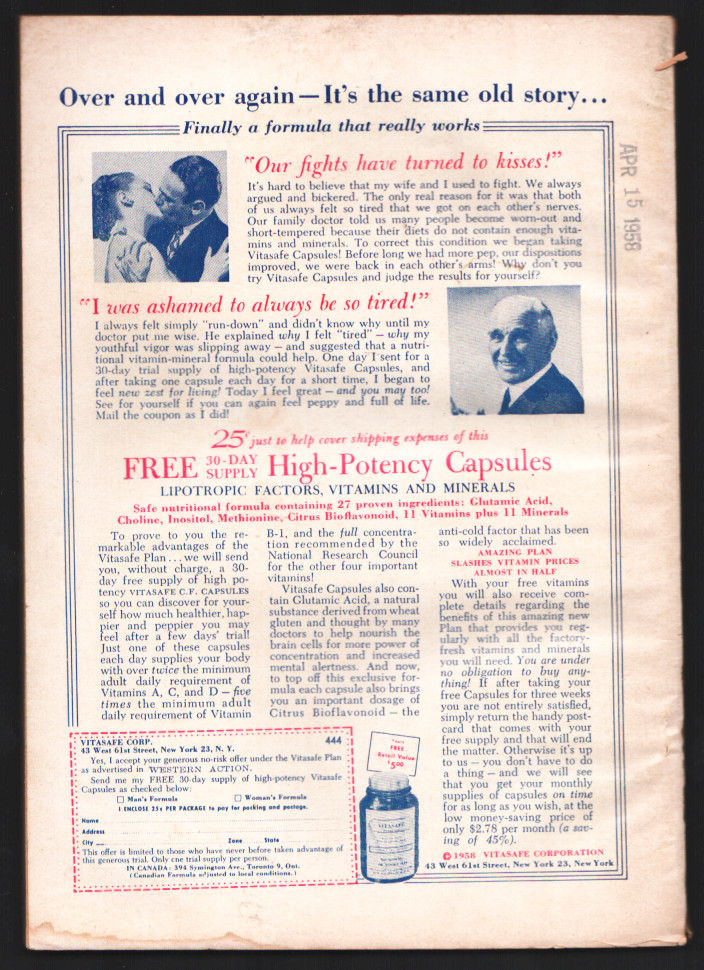 Over and over again—It's the same old story...
Finally a formula that really works
"Our fights have turned to kisses!"
It's hard to believe that my wife and I used to fight. We always
argued and bickered. The only real reason for it was that both
of us always felt so tired that we got on each other's nerves.
Our family doctor told us many people become worn-out and
short-tempered because their diets do not contain enough vita-
mins and minerals. To correct this condition we began taking
Vitasafe Capsules! Before long we had more pep, our dispositions
improved, we were back in each other's arms! Why don't you
try Vitasafe Capsules and judge the results for yourself?
APR 15 1958
"I was ashamed to always be so tired!"
I always felt simply "run-down" and didn't know why until my
doctor put me wise. He explained why I felt "tired" — why my
youthful vigor was slipping away — and suggested that a nutri-
tional vitamin-mineral formula could help. One day I sent for a
30-day trial supply of high-potency Vitasafe Capsules, and
after taking one capsule each day for a short time, I began to
feel new zest for living! Today I feel great — and you may too!
See for yourself if you can again feel peppy and full of life.
Mail the coupon as I did!
25¢ just to help cover shipping expenses of this
FREE 30-DAY SUPPLY High-Potency Capsules
LIPOTROPIC FACTORS, VITAMINS AND MINERALS
Safe nutritional formula containing 27 proven ingredients: Glutamic Acid,
Choline, Inositol, Methionine, Citrus Bioflavonoid, 11 Vitamins plus 11 Minerals
To prove to you the re-
markable advantages of the
Vitasafe Plan...we will send
you, without charge, a 30-
day free supply of high po-
tency VITASAFE C.F. CAPSULES
so you can discover for your-
self how much healthier, hap-
pier and peppier you may
feel after a few days' trial!
Just one of these capsules
each day supplies your body
with over twice the minimum
adult daily requirement of
Vitamins A, C, and D — five
times the minimum adult
daily requirement of Vitamin
B-1, and the full concentra-
tion recommended by the
National Research Council
for the other four important
vitamins!
Vitasafe Capsules also con-
tain Glutamic Acid, a natural
substance derived from wheat
gluten and thought by many
doctors to help nourish the
brain cells for more power of
concentration and increased
mental alertness. And now,
to top off this exclusive for-
mula each capsule also brings
you an important dosage of
Citrus Bioflavonoid — the
anti-cold factor that has been
so widely acclaimed.
AMAZING PLAN
SLASHES VITAMIN PRICES
ALMOST IN HALF
With your free vitamins
you will also receive com-
plete details regarding the
benefits of this amazing new
Plan that provides you reg-
ularly with all the factory-
fresh vitamins and minerals
you will need. You are under
no obligation to buy any-
thing! If after taking your
free Capsules for three weeks
you are not entirely satisfied,
simply return the handy post-
card that comes with your
free supply and that will end
the matter. Otherwise it's up
to us — you don't have to do
a thing — and we will see
that you get your monthly
supplies of capsules on time
for as long as you wish, at the
low money-saving price of
only $2.78 per month (a sav-
ing of 45%).
© 1958 VITASAFE CORPORATION
43 West 61st Street, New York 23, New York
VITASAFE CORP. 444
43 West 61st Street, New York 23, N. Y.
Yes, I accept your generous no-risk offer under the Vitasafe Plan
as advertised in WESTERN ACTION.
Send me my FREE 30-day supply of high-potency Vitasafe
Capsules as checked below:
Man's Formula Woman's Formula
I ENCLOSE 25¢ PER PACKAGE to pay for packing and postage.
Name
Address
City Zone State
This offer is limited to those who have never before taken advantage of
this generous trial. Only one trial supply per person.
IN CANADA: 394 Symington Ave., Toronto 9, Ont.
(Canadian Formula adjusted to local conditions.)
Yours
FREE
Retail Value
$5.00
VITASAFE